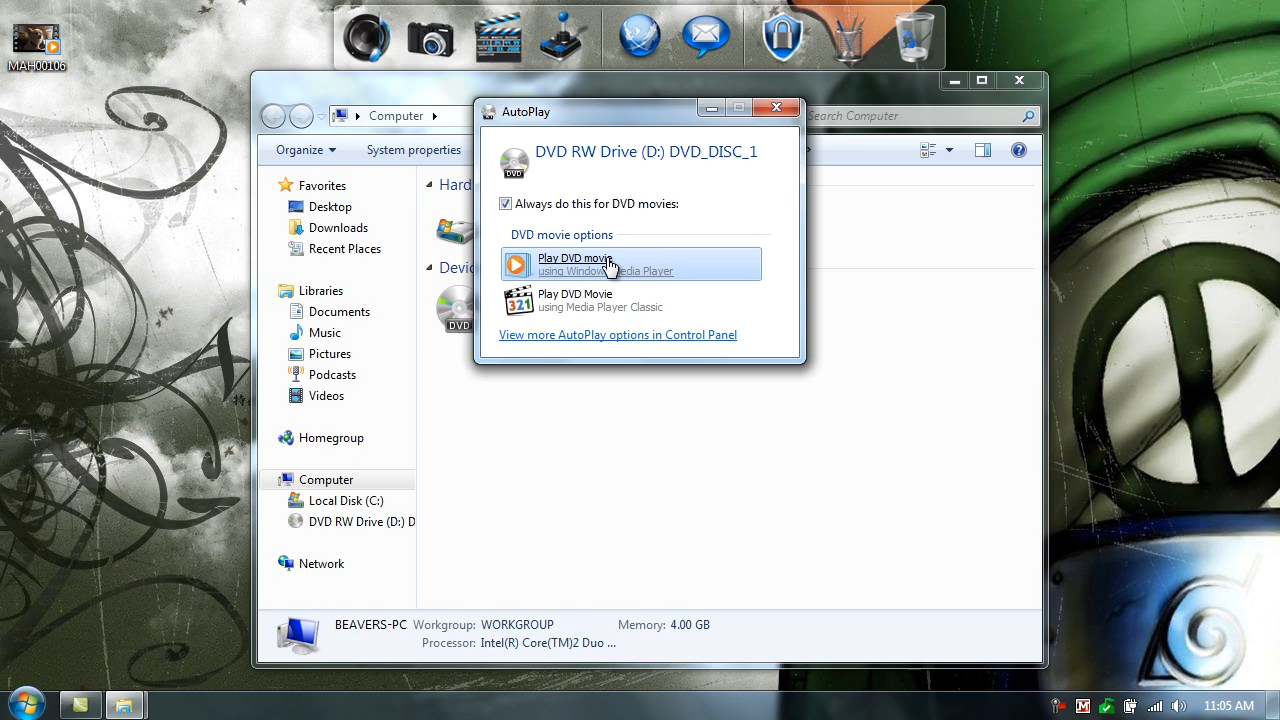 MAH00106
Computer
Search Computer
Organize
System properties
AutoPlay
DVD RW Drive (D:) DVD_DISC_1
DVD
Always do this for DVD movies:
DVD movie options
Play DVD movie
using Windows Media Player
321
Play DVD Movie
using Media Player Classic
View more AutoPlay options in Control Panel
Favorites
Desktop
Downloads
Recent Places
Libraries
Documents
Music
Pictures
Podcasts
Videos
Homegroup
Computer
Local Disk (C:)
DVD RW Drive (D:) D
Network
Hard
Devic
DVD
BEAVERS-PC Workgroup: WORKGROUP Memory: 4.00 GB
Processor: Intel(R) Core(TM)2 Duo ...
M
11:05 AM